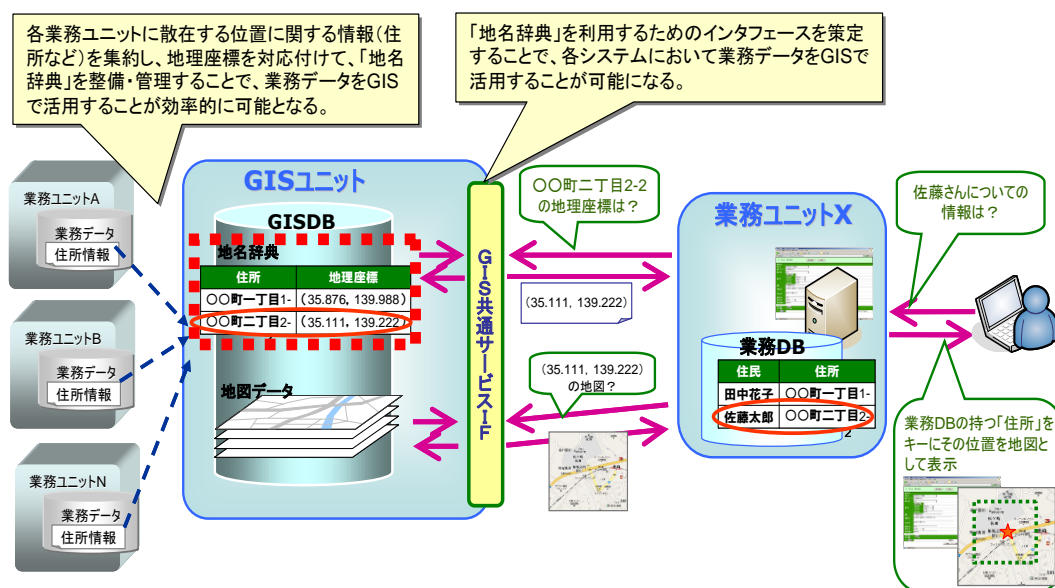 各業務ユニットに散在する位置に関する情報(住
所など)を集約し、地理座標を対応付けて、「地名
辞典」を整備・管理することで、業務データをGIS
で活用することが効率的に可能となる。
「地名辞典」を利用するためのインタフェースを策定
することで、各システムにおいて業務データをGISで
活用することが可能になる。
業務ユニットA
業務データ
住所情報
業務ユニットB
業務データ
住所情報
業務ユニットN
業務データ
住所情報
GISユニット
GISDB
地名辞典
住所 地理座標
〇〇町一丁目1- (35.876, 139.988)
〇〇町二丁目2- (35.111, 139.222)
地図データ
GIS共通サービスIF
〇〇町二丁目2-2
の地理座標は?
(35.111, 139.222)
(35.111, 139.222)
の地図?
業務ユニットX
業務DB
住民 住所
田中花子 〇〇町一丁目1-
佐藤太郎 〇〇町二丁目2-
2
佐藤さんについての
情報は?
業務DBの持つ「住所」を
キーにその位置を地図と
して表示